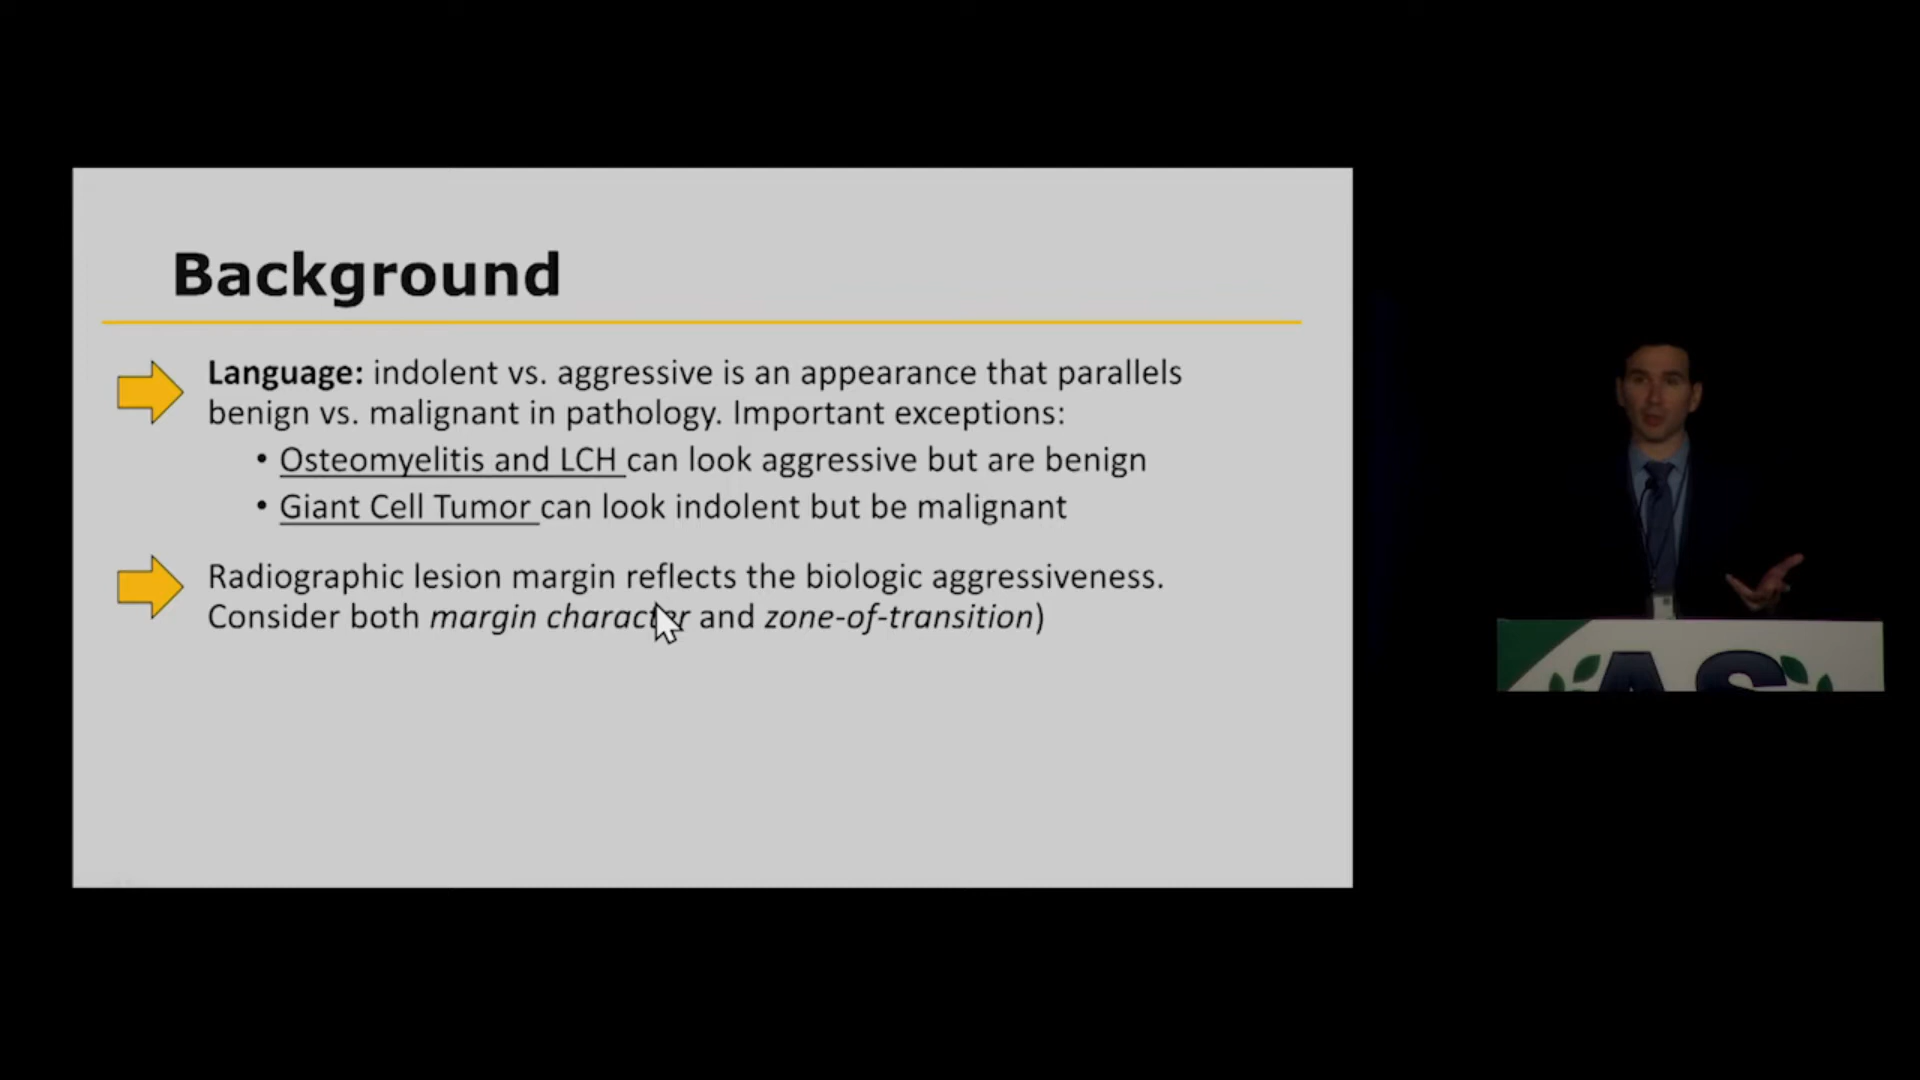 Background
Language: indolent vs. aggressive is an appearance that parallels
benign vs. malignant in pathology. Important exceptions:
• Osteomyelitis and LCH can look aggressive but are benign
• Giant Cell Tumor can look indolent but be malignant
Radiographic lesion margin reflects the biologic aggressiveness.
Consider both margin character and zone-of-transition)
AS